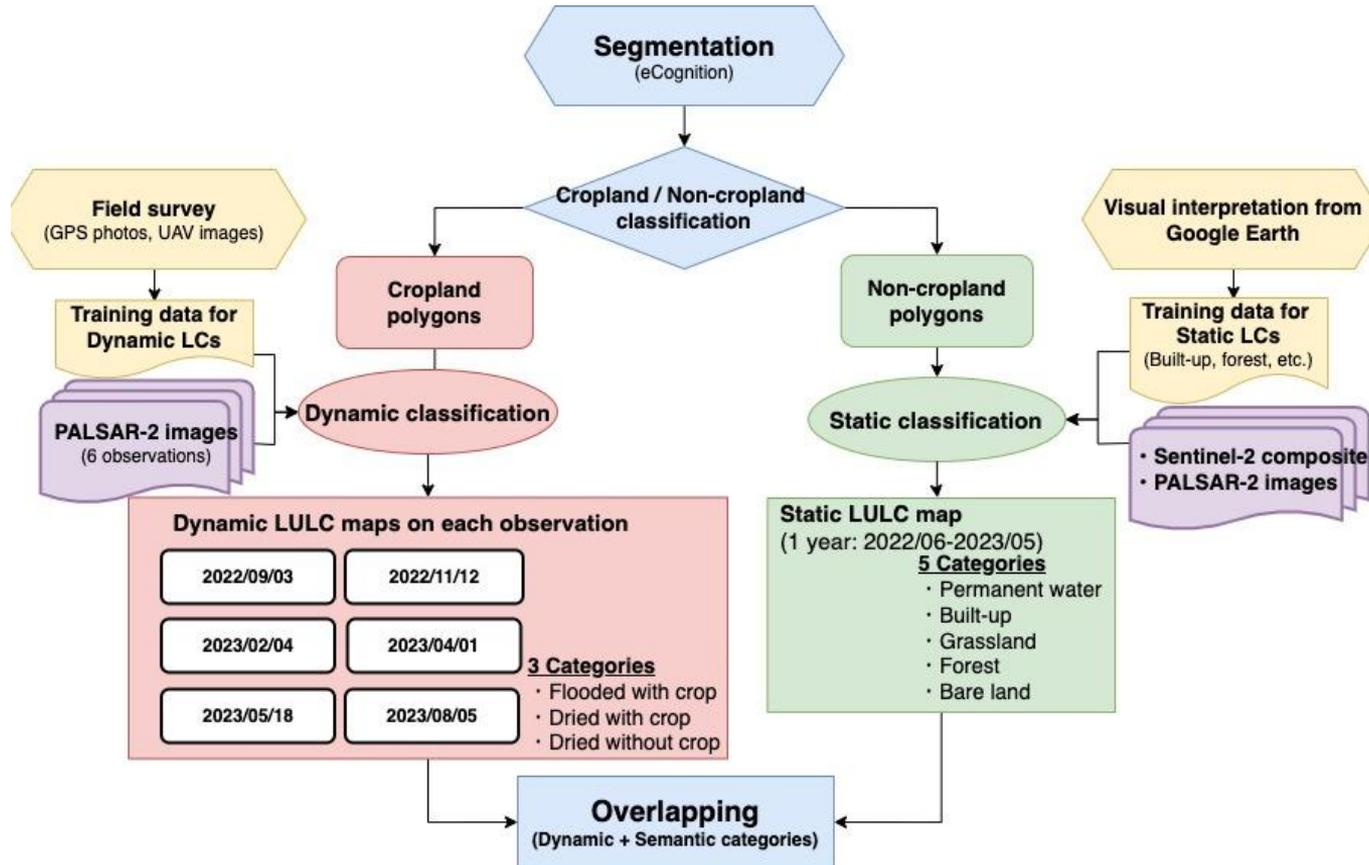 Segmentation
(eCognition)
Cropland / Non-cropland
classification
Field survey
(GPS photos, UAV images)
Visual interpretation from
Google Earth
Cropland
polygons
Non-cropland
polygons
Training data for
Dynamic LCs
Training data for
Static LCs
(Built-up, forest, etc.)
PALSAR-2 images
(6 observations)
Dynamic classification
Static classification
・Sentinel-2 composite
・PALSAR-2 images
Dynamic LULC maps on each observation
2022/09/03
2022/11/12
2023/02/04
2023/04/01
2023/05/18
2023/08/05
3 Categories
・Flooded with crop
・Dried with crop
・Dried without crop
Static LULC map
(1 year: 2022/06-2023/05)
5 Categories
・Permanent water
・Built-up
・Grassland
・Forest
・Bare land
Overlapping
(Dynamic + Semantic categories)